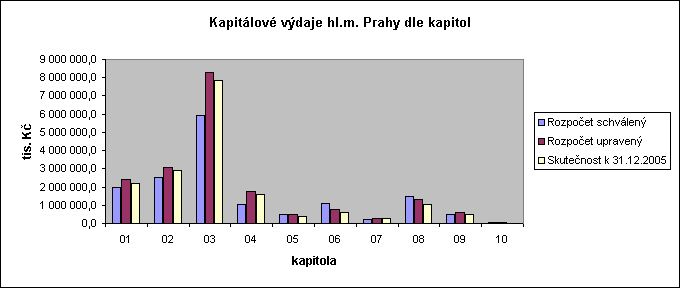 Kapitálové výdaje hl.m. Prahy dle kapitol
tis. Kč
9 000 000,0
8 000 000,0
7 000 000,0
6 000 000,0
5 000 000,0
4 000 000,0
3 000 000,0
2 000 000,0
1 000 000,0
0,0
01 02 03 04 05 06 07 08 09 10
kapitola
Rozpočet schválený
Rozpočet upravený
Skutečnost k 31.12.2005